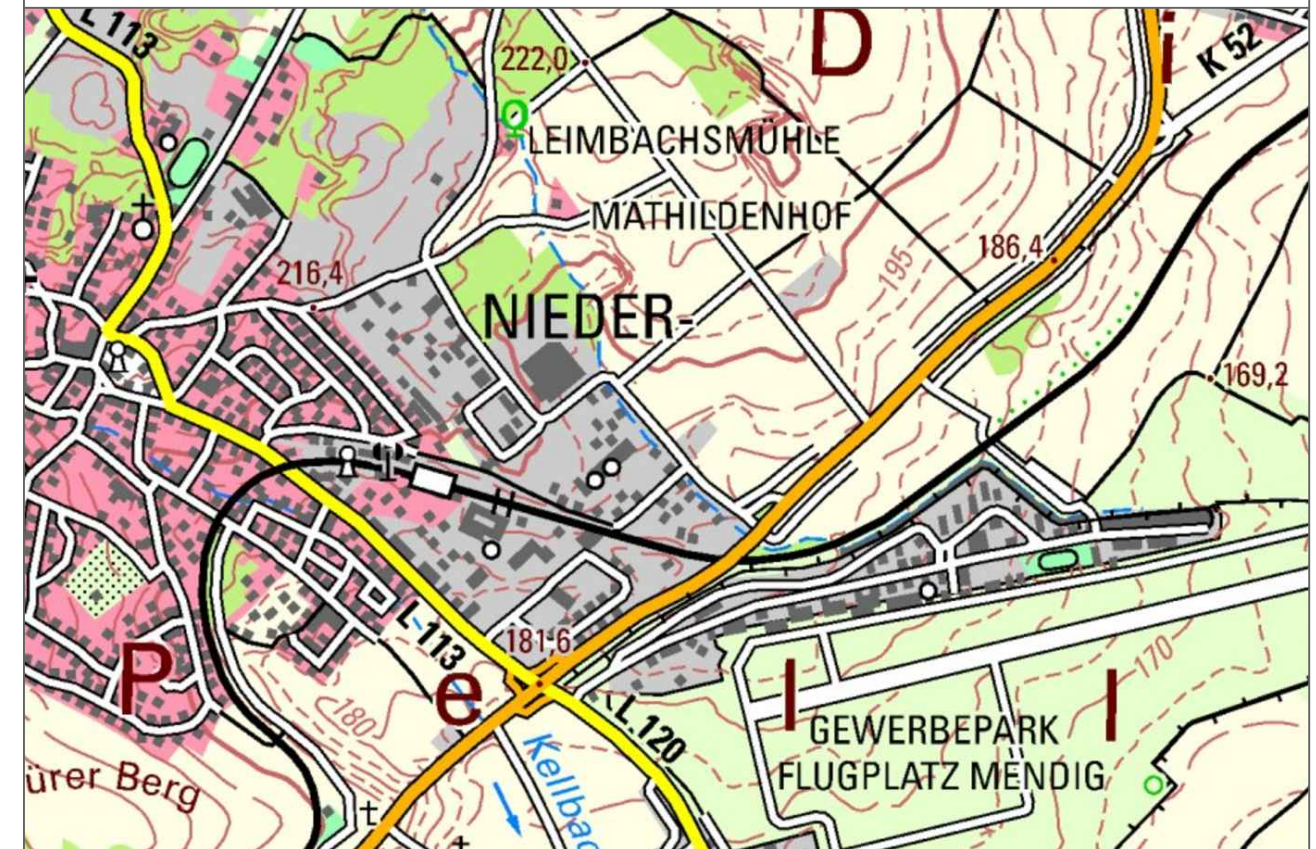 L 113
D
i
K 52
222,0
LEIMBACHSMÜHLE
MATHILDENHOF
186,4
195
216,4
NIEDER-
169,2
181,6
L 113
P
e
l
l
170
180
L 120
GEWERBEPARK
FLUGPLATZ MENDIG
Kellbac
ürer Berg